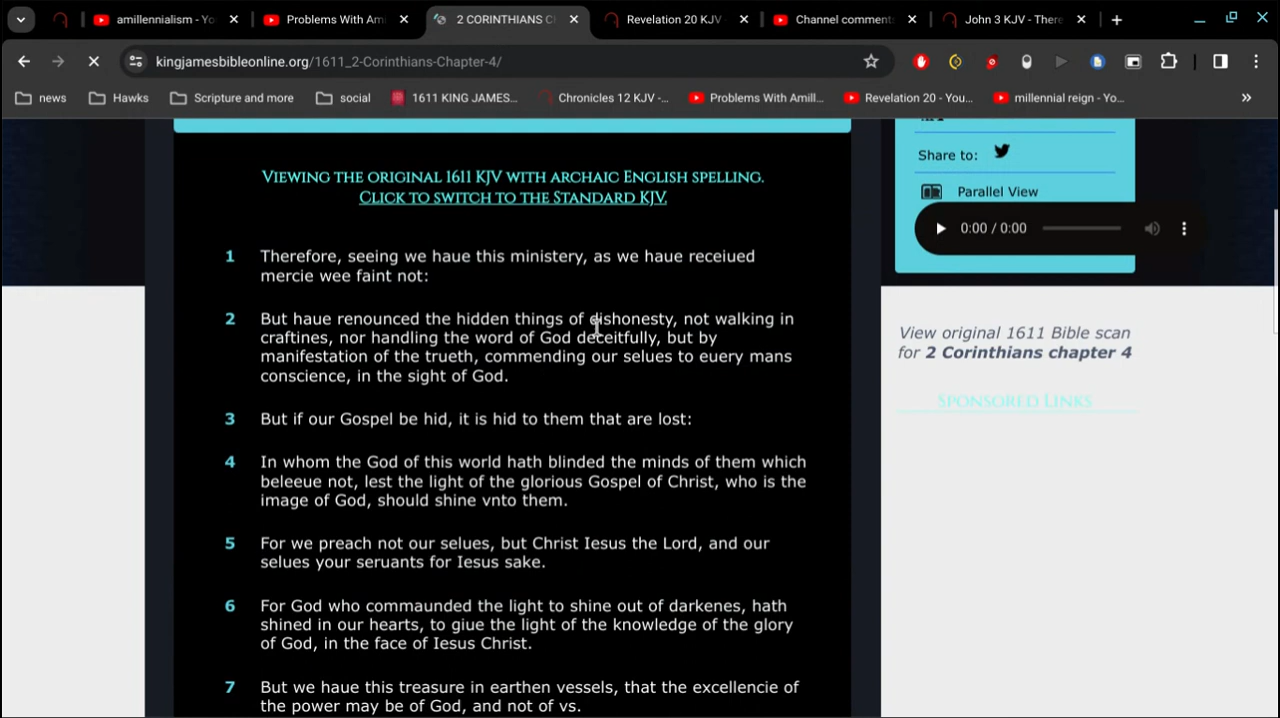 amillennialism - Yo
Problems With Ami
2 CORINTHIANS C
Revelation 20 KJV
Channel comment
John 3 KJV - There
kingjamesbibleonline.org/1611_2-Corinthians-Chapter-4/
news
Hawks
Scripture and more
social
1611 KING JAMES...
Chronicles 12 KJV -...
Problems With Amill...
Revelation 20 - You...
millennial reign - Yo...
»
Viewing the original 1611 KJV with archaic English spelling.
Click to switch to the Standard KJV.
1 Therefore, seeing we haue this ministery, as we haue receiued
mercie wee faint not:
2 But haue renounced the hidden things of dishonesty, not walking in
craftines, nor handling the word of God deceitfully, but by
manifestation of the trueth, commending our selues to euery mans
conscience, in the sight of God.
3 But if our Gospel be hid, it is hid to them that are lost:
4 In whom the God of this world hath blinded the minds of them which
beleeue not, lest the light of the glorious Gospel of Christ, who is the
image of God, should shine vnto them.
5 For we preach not our selues, but Christ Iesus the Lord, and our
selues your seruants for Iesus sake.
6 For God who commaunded the light to shine out of darkenes, hath
shined in our hearts, to giue the light of the knowledge of the glory
of God, in the face of Iesus Christ.
7 But we haue this treasure in earthen vessels, that the excellencie of
the power may be of God, and not of vs.
Share to:
Parallel View
0:00 / 0:00
View original 1611 Bible scan
for 2 Corinthians chapter 4
Sponsored Links